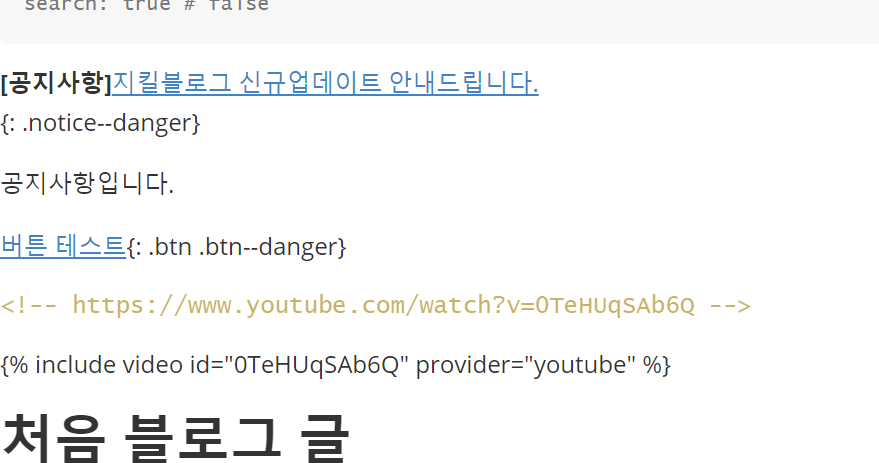 search: true # false
[공지사항]지킬블로그 신규업데이트 안내드립니다.
{: .notice--danger}
공지사항입니다.
버튼 테스트{: .btn .btn--danger}
<!-- https://www.youtube.com/watch?v=0TeHUqSAb6Q -->
{% include video id="0TeHUqSAb6Q" provider="youtube" %}
처음 블로그 글